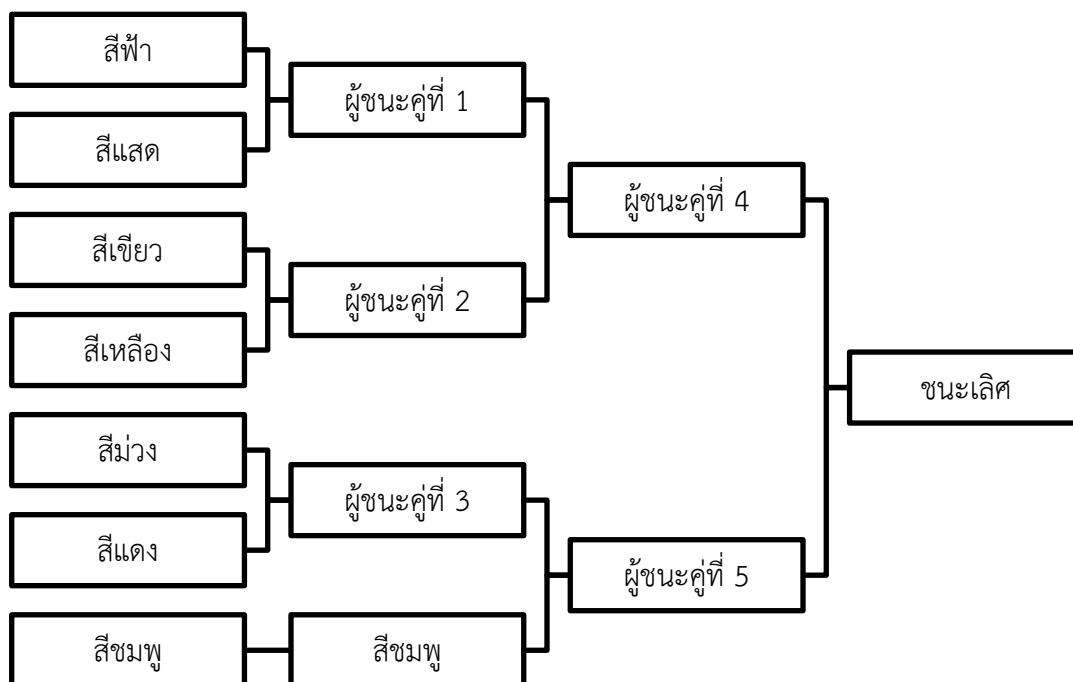 สีฟ้า
สีแสด
สีเขียว
สีเหลือง
สีม่วง
สีแดง
สีชมพู
ผู้ชนะคู่ที่ 1
ผู้ชนะคู่ที่ 2
ผู้ชนะคู่ที่ 3
สีชมพู
ผู้ชนะคู่ที่ 4
ผู้ชนะคู่ที่ 5
ชนะเลิศ